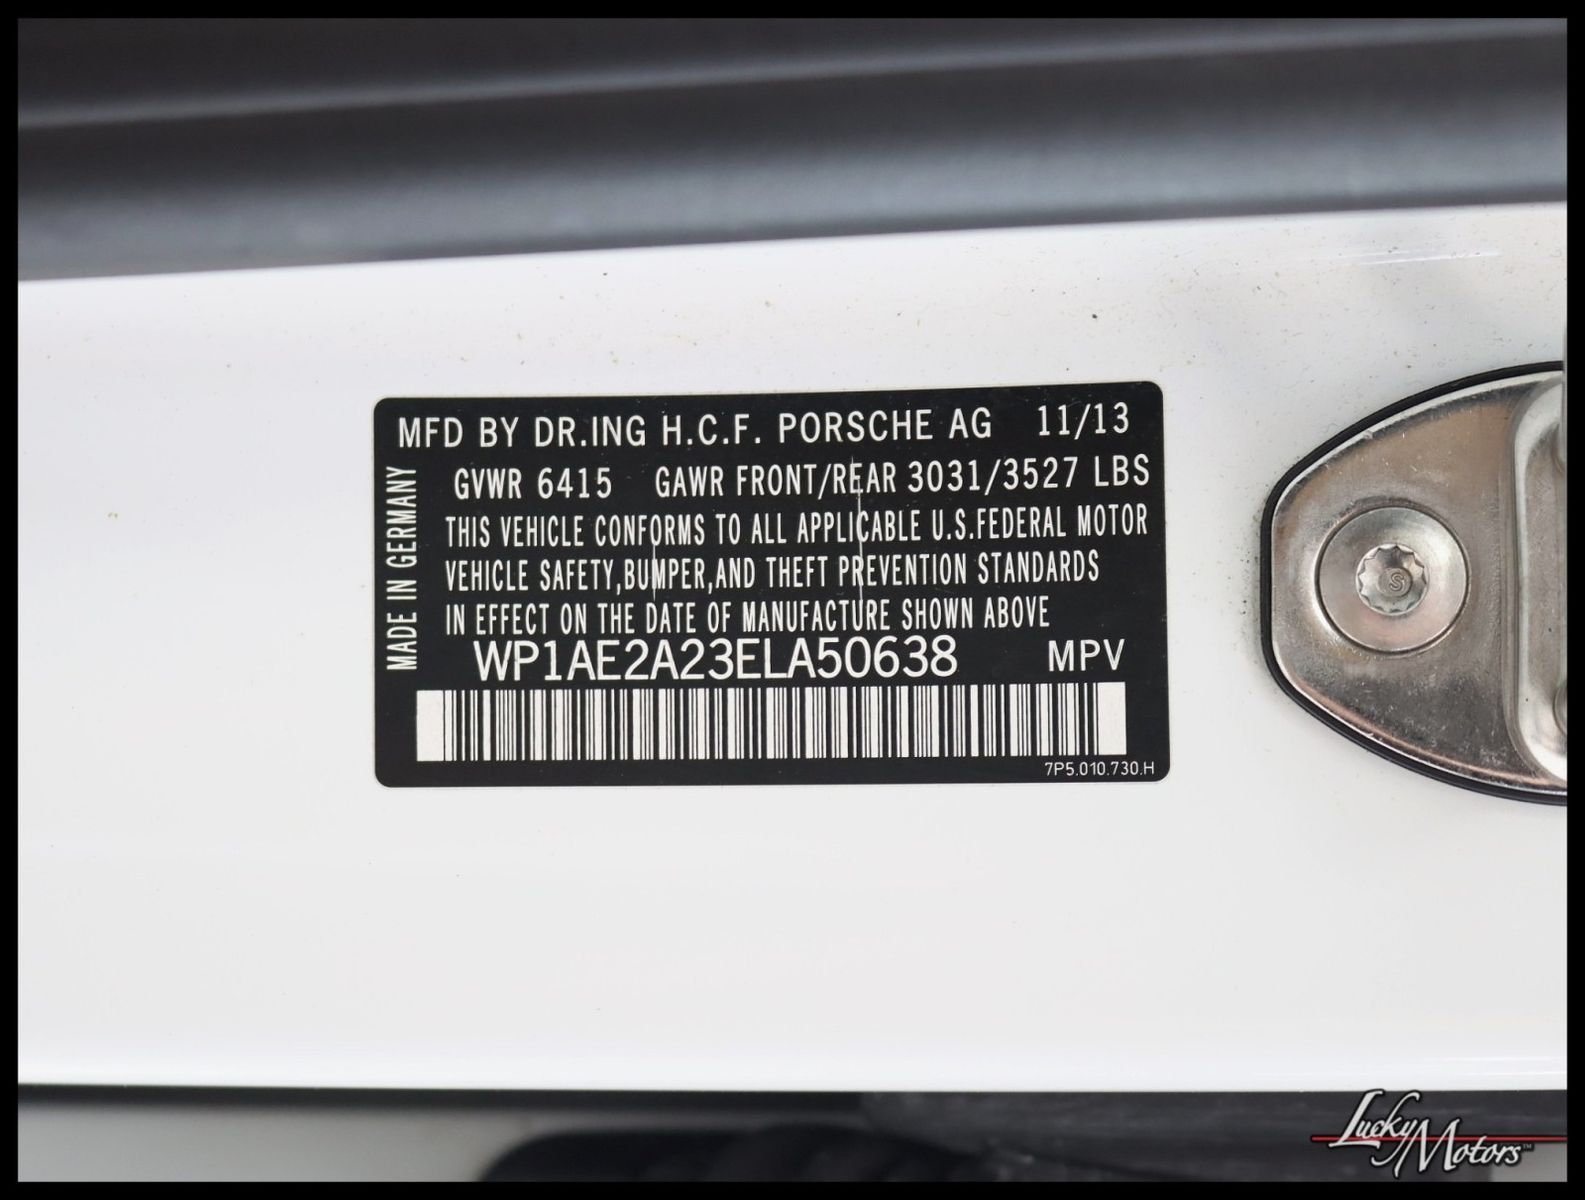 MFD BY DR.ING H.C.F. PORSCHE AG 11/13
GVWR 6415 GAWR FRONT/REAR 3031/3527 LBS
THIS VEHICLE CONFORMS TO ALL APPLICABLE U.S.FEDERAL MOTOR
VEHICLE SAFETY,BUMPER,AND THEFT PREVENTION STANDARDS
IN EFFECT ON THE DATE OF MANUFACTURE SHOWN ABOVE
MADE IN GERMANY
WP1AE2A23ELA50638 MPV
7P5.010.730.H
S
Lucky Motors™